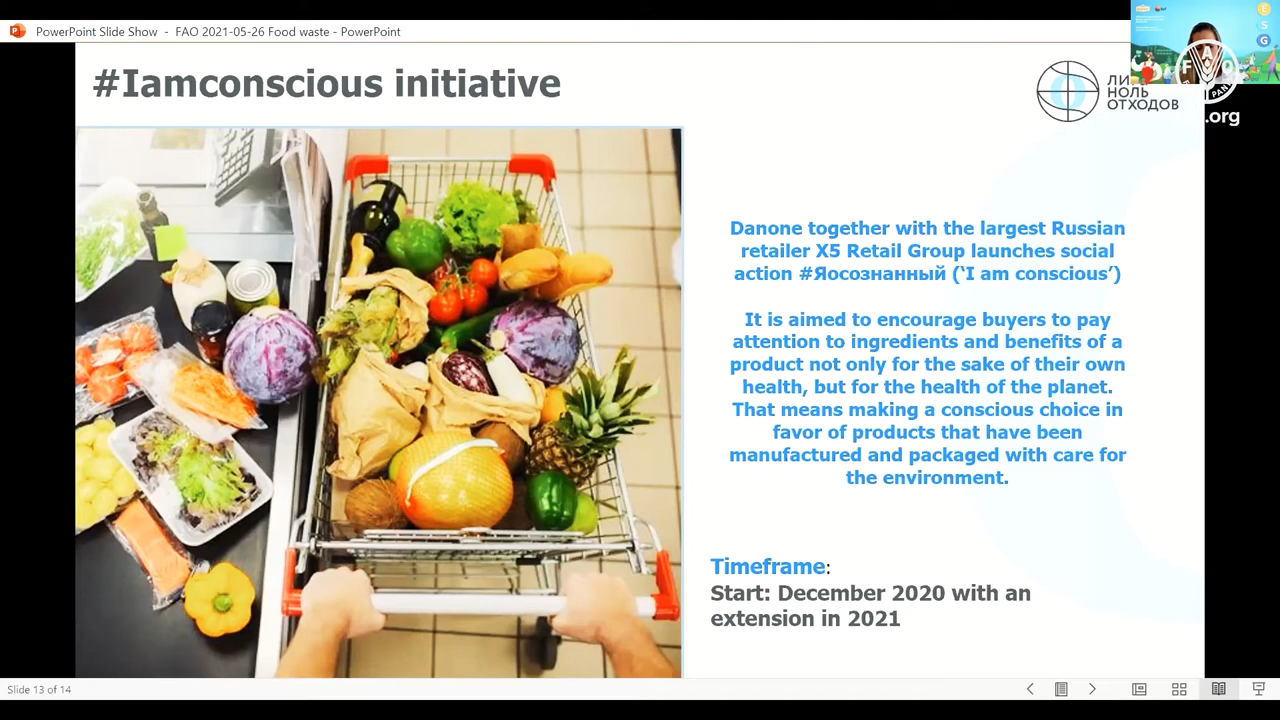 PowerPoint Slide Show - FAO 2021-05-26 Food waste - PowerPoint
#Iamconscious initiative
НОЛЬ
ОТХОДОВ
E
S
G
F A O
.org
Danone together with the largest Russian
retailer X5 Retail Group launches social
action #Яосознанный (‘I am conscious’)
It is aimed to encourage buyers to pay
attention to ingredients and benefits of a
product not only for the sake of their own
health, but for the health of the planet.
That means making a conscious choice in
favor of products that have been
manufactured and packaged with care for
the environment.
Timeframe:
Start: December 2020 with an
extension in 2021
Slide 13 of 14